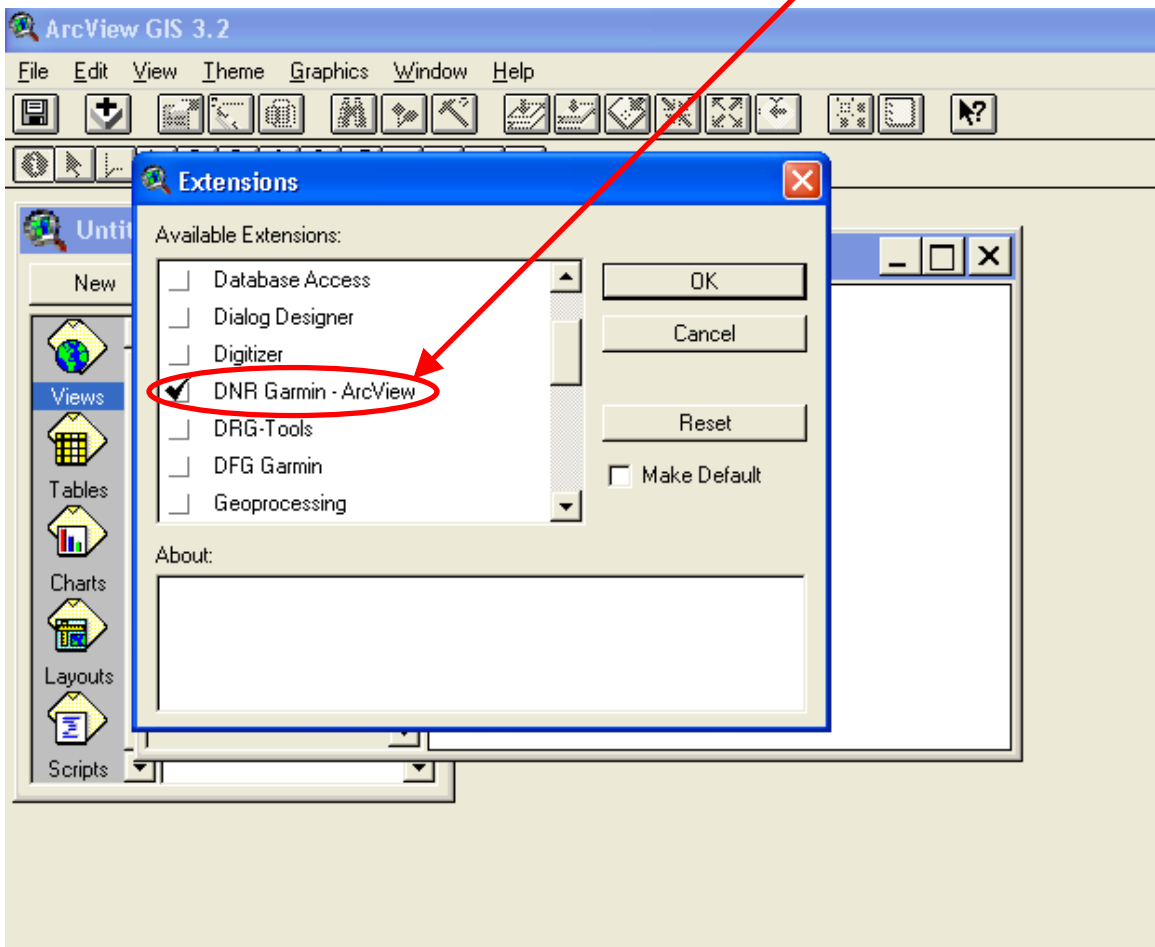 ArcView GIS 3.2
File Edit View Theme Graphics Window Help
Extensions
Untit
Available Extensions:
New
Database Access
OK
Dialog Designer
Cancel
Digitizer
Views
DNR Garmin - ArcView
DRG-Tools
Reset
DFG Garmin
Make Default
Tables
Geoprocessing
About:
Charts
Layouts
Scripts